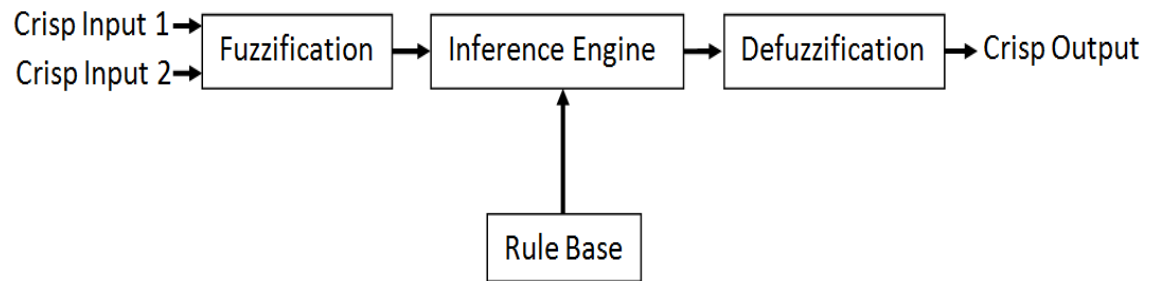 Crisp Input 1
Crisp Input 2
Fuzzification
Inference Engine
Defuzzification
Crisp Output
Rule Base